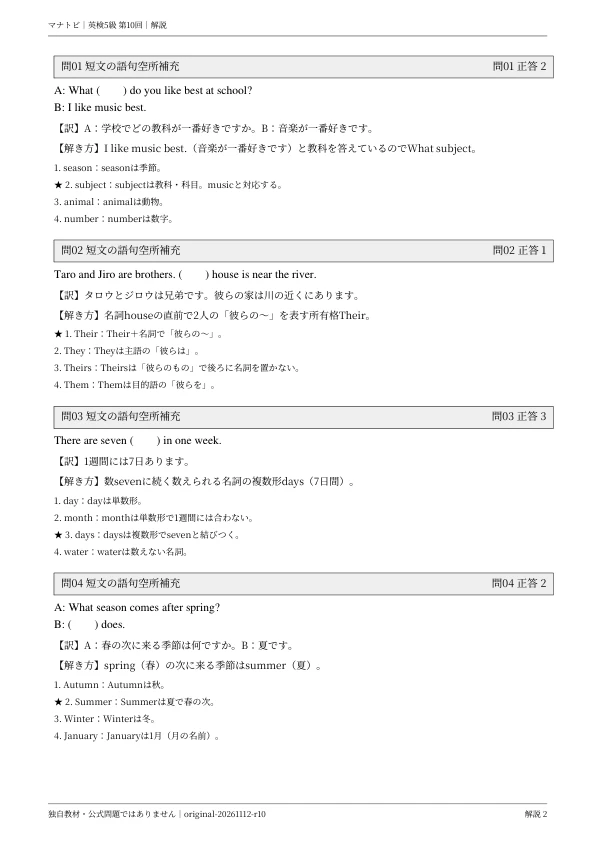 マナトビ｜英検5級 第10回｜解説
問01 短文の語句空所補充 問01 正答 2
A: What (　　) do you like best at school?
B: I like music best.
【訳】A：学校でどの教科が一番好きですか。B：音楽が一番好きです。
【解き方】I like music best.（音楽が一番好きです）と教科を答えているのでWhat subject。
1. season：seasonは季節。
★ 2. subject：subjectは教科・科目。musicと対応する。
3. animal：animalは動物。
4. number：numberは数字。
問02 短文の語句空所補充 問02 正答 1
Taro and Jiro are brothers. (　　) house is near the river.
【訳】タロウとジロウは兄弟です。彼らの家は川の近くにあります。
【解き方】名詞houseの直前で2人の「彼らの〜」を表す所有格Their。
★ 1. Their：Their＋名詞で「彼らの〜」。
2. They：Theyは主語の「彼らは」。
3. Theirs：Theirsは「彼らのもの」で後ろに名詞を置かない。
4. Them：Themは目的語の「彼らを」。
問03 短文の語句空所補充 問03 正答 3
There are seven (　　) in one week.
【訳】1週間には7日あります。
【解き方】数sevenに続く数えられる名詞の複数形days（7日間）。
1. day：dayは単数形。
2. month：monthは単数形で1週間には合わない。
★ 3. days：daysは複数形でsevenと結びつく。
4. water：waterは数えない名詞。
問04 短文の語句空所補充 問04 正答 2
A: What season comes after spring?
B: (　　) does.
【訳】A：春の次に来る季節は何ですか。B：夏です。
【解き方】spring（春）の次に来る季節はsummer（夏）。
1. Autumn：Autumnは秋。
★ 2. Summer：Summerは夏で春の次。
3. Winter：Winterは冬。
4. January：Januaryは1月（月の名前）。
独自教材・公式問題ではありません｜original-20261112-r10 解説 2